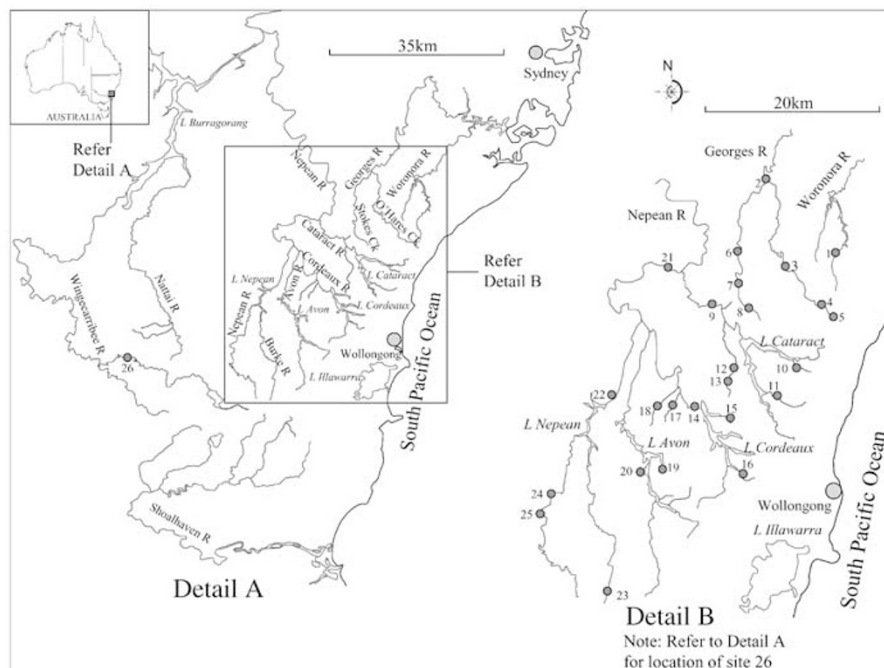 AUSTRALIA
Refer
Detail A
35km
Sydney
L Burragorang
Nepean R
Georges R
Woronora R
O'Hares Ck
Stokes Ck
Cataract R
Cordeaux R
L Cataract
L Nepean
Avon R
L Cordeaux
Nepean R
L Avon
Burke R
Wollongong
L Illawarra
Refer
Detail B
Nattai R
Wingecarribee R
26
South Pacific Ocean
Shoalhaven R
Detail A
N
20km
Georges R
2
Woronora R
Nepean R
6
1
21
3
7
4
9
8
5
L Cataract
12
10
13
11
22
18
17
14
15
L Nepean
L Avon
L Cordeaux
20
19
16
24
25
Wollongong
L Illawarra
South Pacific Ocean
23
Detail B
Note: Refer to Detail A
for location of site 26